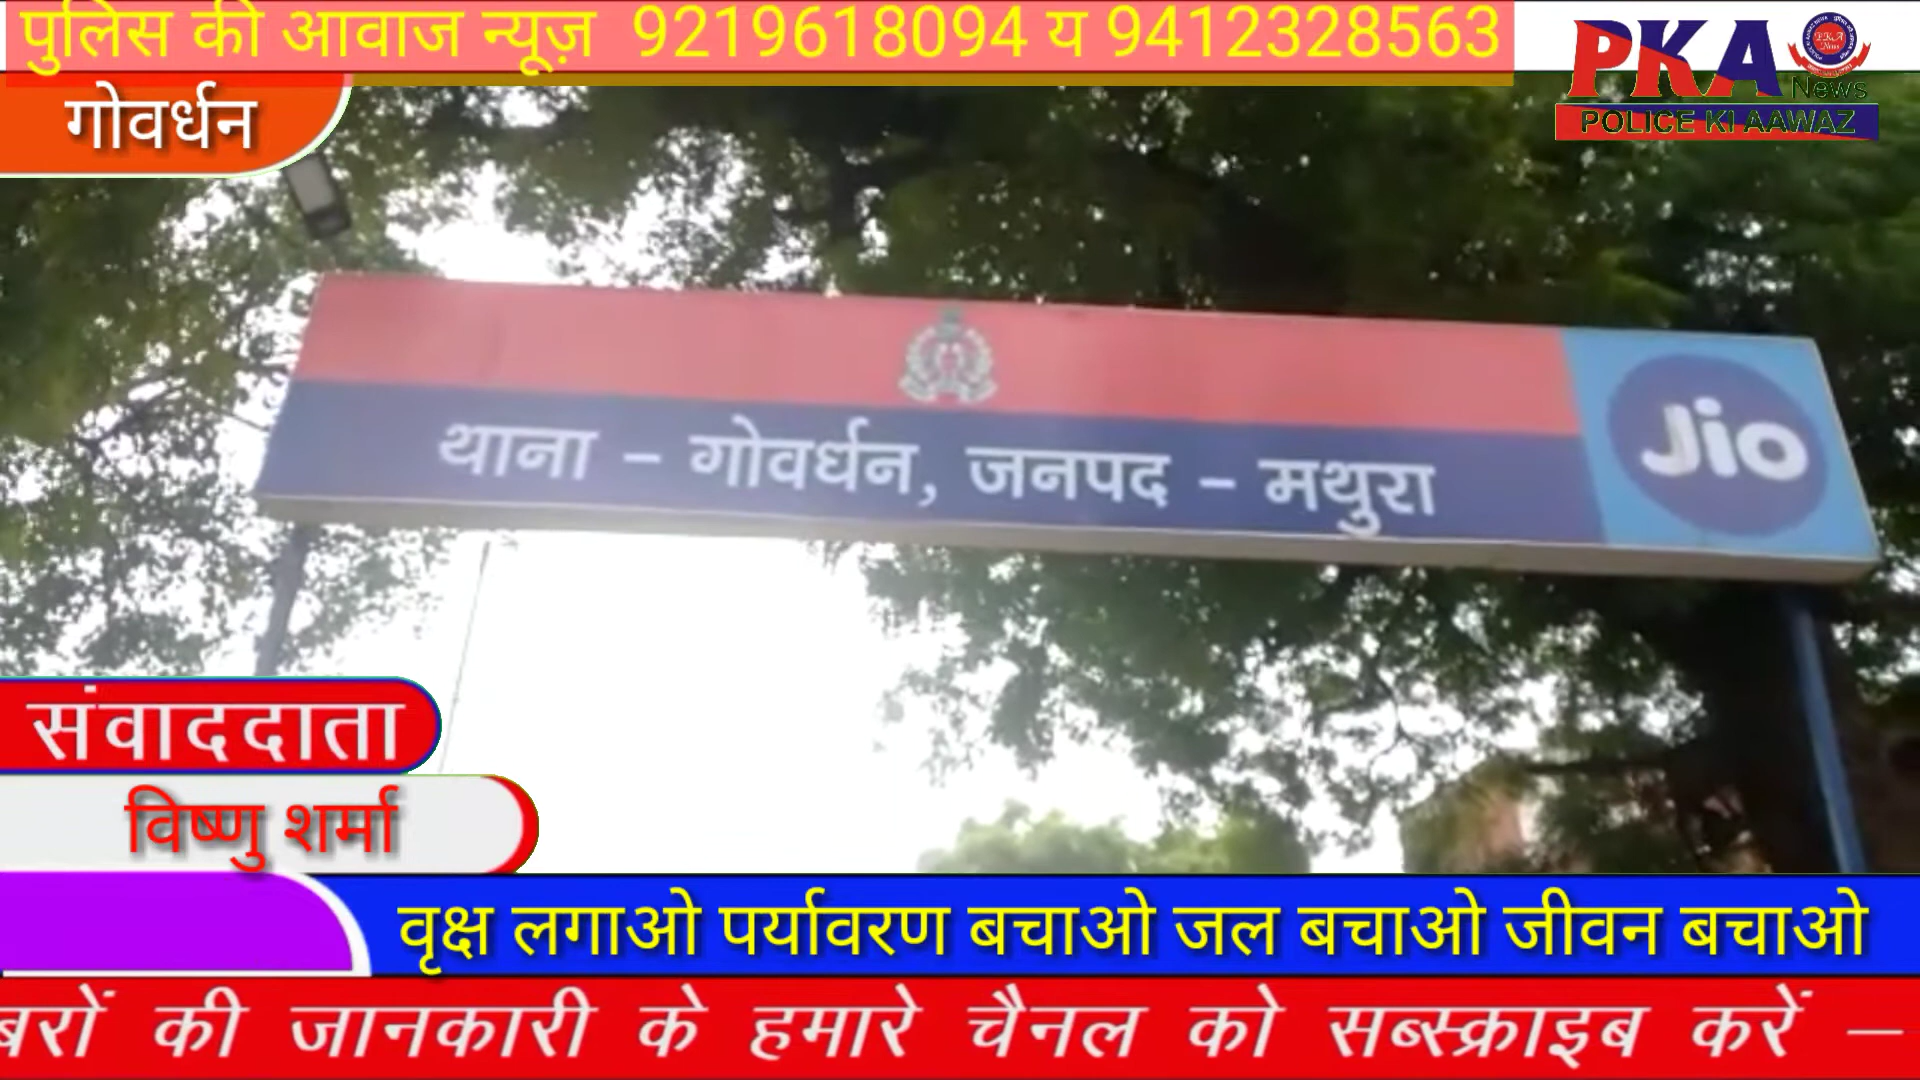 पुलिस की आवाज न्यूज़ 9219618094 य 9412328563
PKA
News
POLICE KI AAWAZ
गोवर्धन
थाना - गोवर्धन, जनपद - मथुरा
Jio
संवाददाता
विष्णु शर्मा
वृक्ष लगाओ पर्यावरण बचाओ जल बचाओ जीवन बचाओ
बरों की जानकारी के हमारे चैनल को सब्स्क्राइब करें –